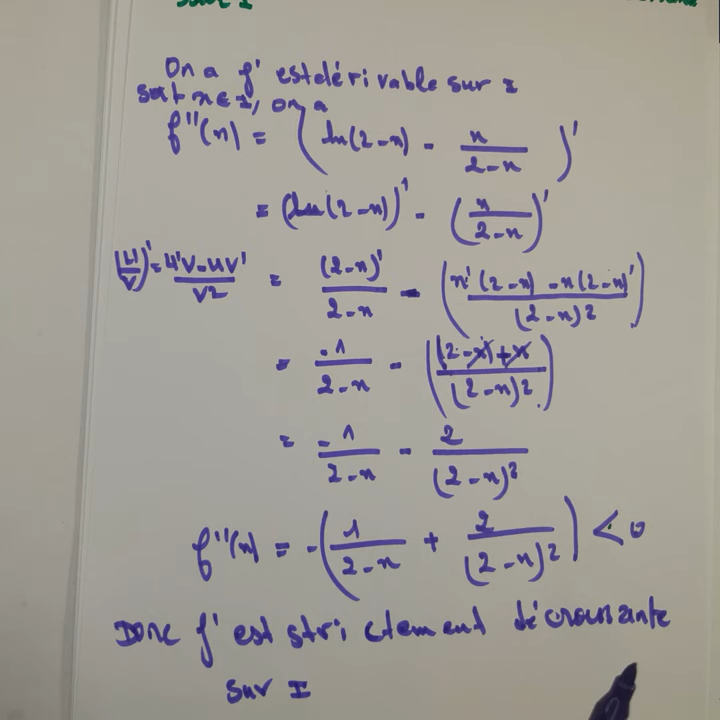 On a f' est dérivable sur I
soit x ∈ I, on a
f''(x) = (ln(2-x) - x/(2-x))'
= (ln(2-x))' - (x/(2-x))'
(u/v)' = u'v-uv'/v2 = (2-x)'/(2-x) - (x'(2-x) - x(2-x)'/(2-x)²)
= -1/(2-x) - ((2-x)+x/(2-x)²)
= -1/(2-x) - 2/(2-x)²
f''(x) = -(1/(2-x) + 2/(2-x)²) < 0
Donc f' est strictement décroissante
sur I